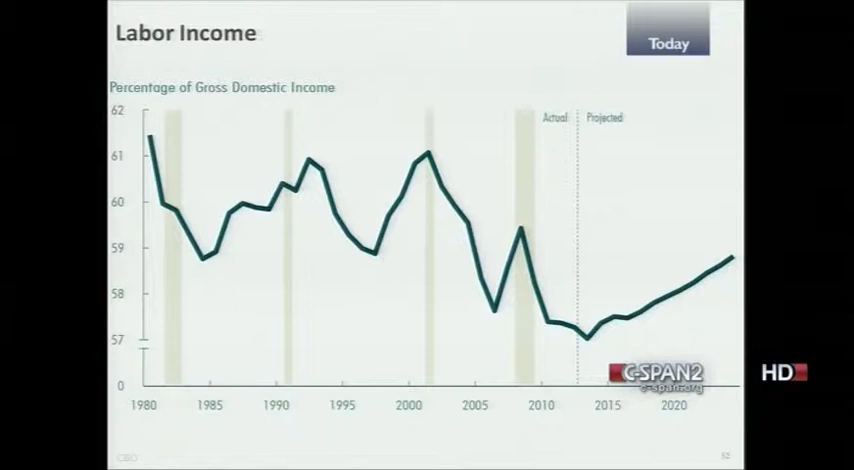 Labor Income
Today
Percentage of Gross Domestic Income
62
Actual
Projected
61
60
59
58
57
0
C-SPAN2
c-span.org
HD
1980
1985
1990
1995
2000
2005
2010
2015
2020
CBO